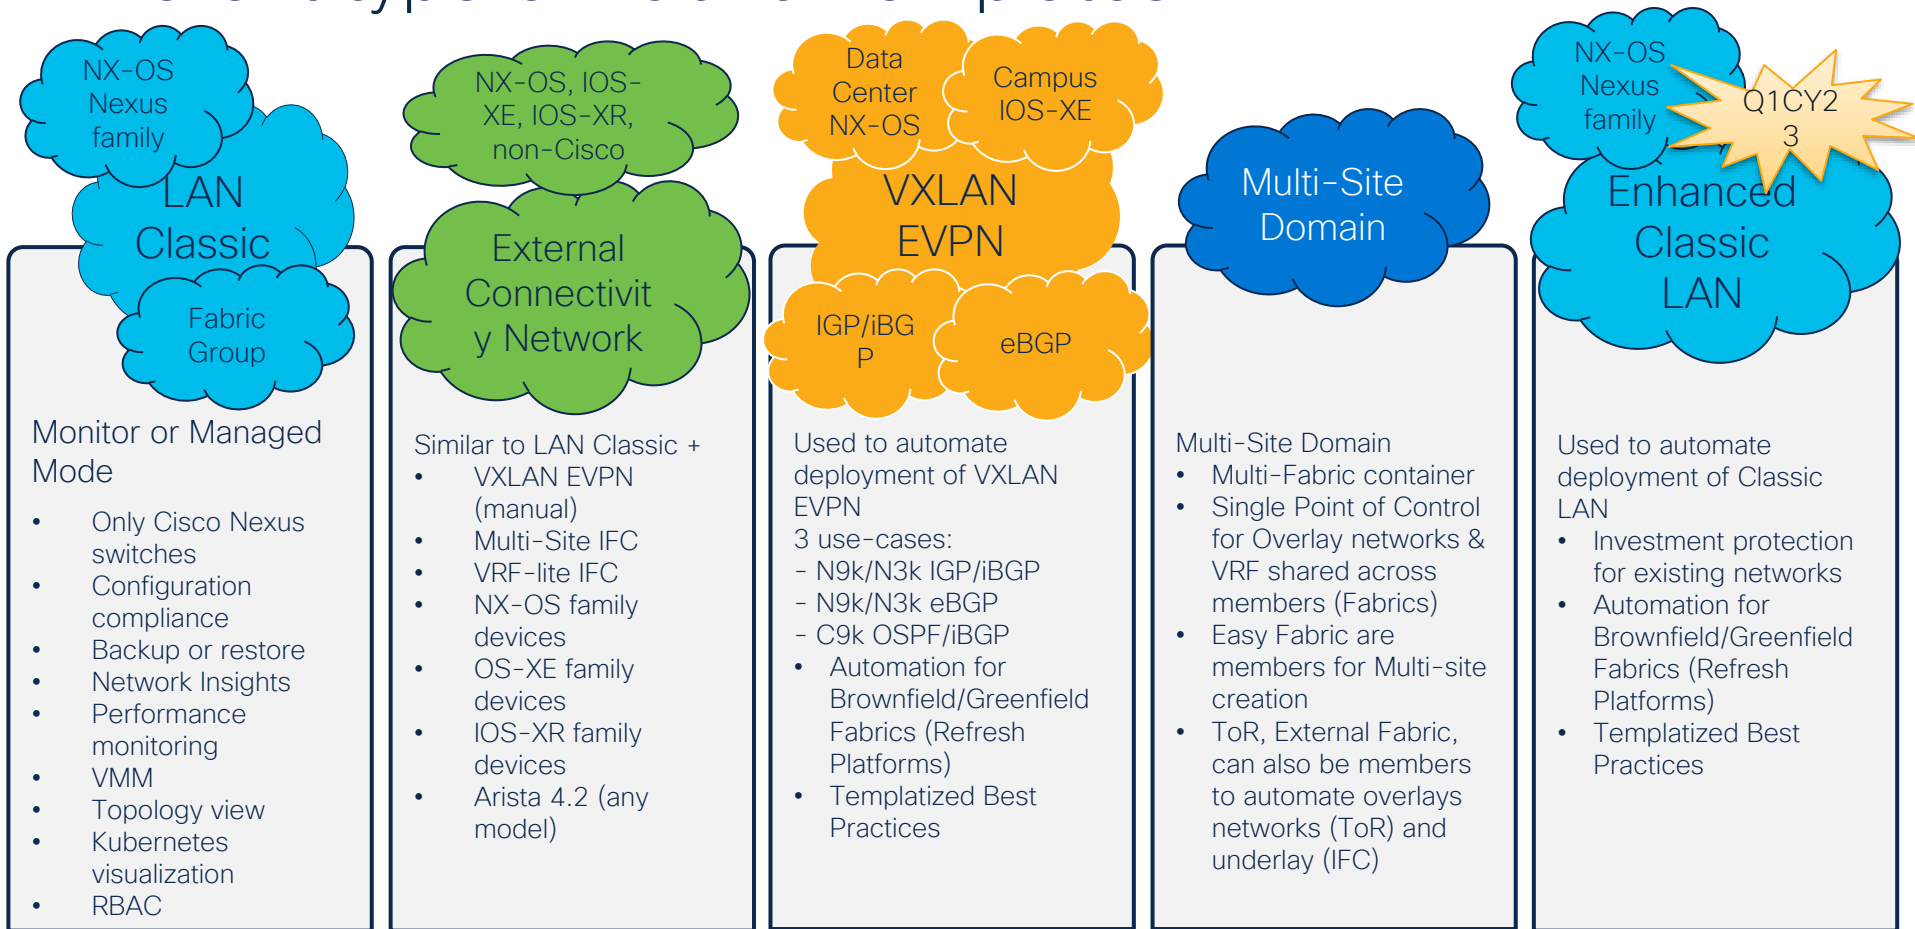 NX-OS
Nexus
family
LAN
Classic
Fabric
Group
Monitor or Managed
Mode
• Only Cisco Nexus
switches
• Configuration
compliance
• Backup or restore
• Network Insights
• Performance
monitoring
• VMM
• Topology view
• Kubernetes
visualization
• RBAC
NX-OS, IOS-
XE, IOS-XR,
non-Cisco
External
Connectivit
y Network
Similar to LAN Classic +
• VXLAN EVPN
(manual)
• Multi-Site IFC
• VRF-lite IFC
• NX-OS family
devices
• OS-XE family
devices
• IOS-XR family
devices
• Arista 4.2 (any
model)
Data
Center
NX-OS
Campus
IOS-XE
VXLAN
EVPN
IGP/iBG
P
eBGP
Used to automate
deployment of VXLAN
EVPN
3 use-cases:
- N9k/N3k IGP/iBGP
- N9k/N3k eBGP
- C9k OSPF/iBGP
• Automation for
Brownfield/Greenfield
Fabrics (Refresh
Platforms)
• Templatized Best
Practices
Multi-Site
Domain
Multi-Site Domain
• Multi-Fabric container
• Single Point of Control
for Overlay networks &
VRF shared across
members (Fabrics)
• Easy Fabric are
members for Multi-site
creation
• ToR, External Fabric,
can also be members
to automate overlays
networks (ToR) and
underlay (IFC)
NX-OS
Nexus
family
Q1CY2
3
Enhanced
Classic
LAN
Used to automate
deployment of Classic
LAN
• Investment protection
for existing networks
• Automation for
Brownfield/Greenfield
Fabrics (Refresh
Platforms)
• Templatized Best
Practices